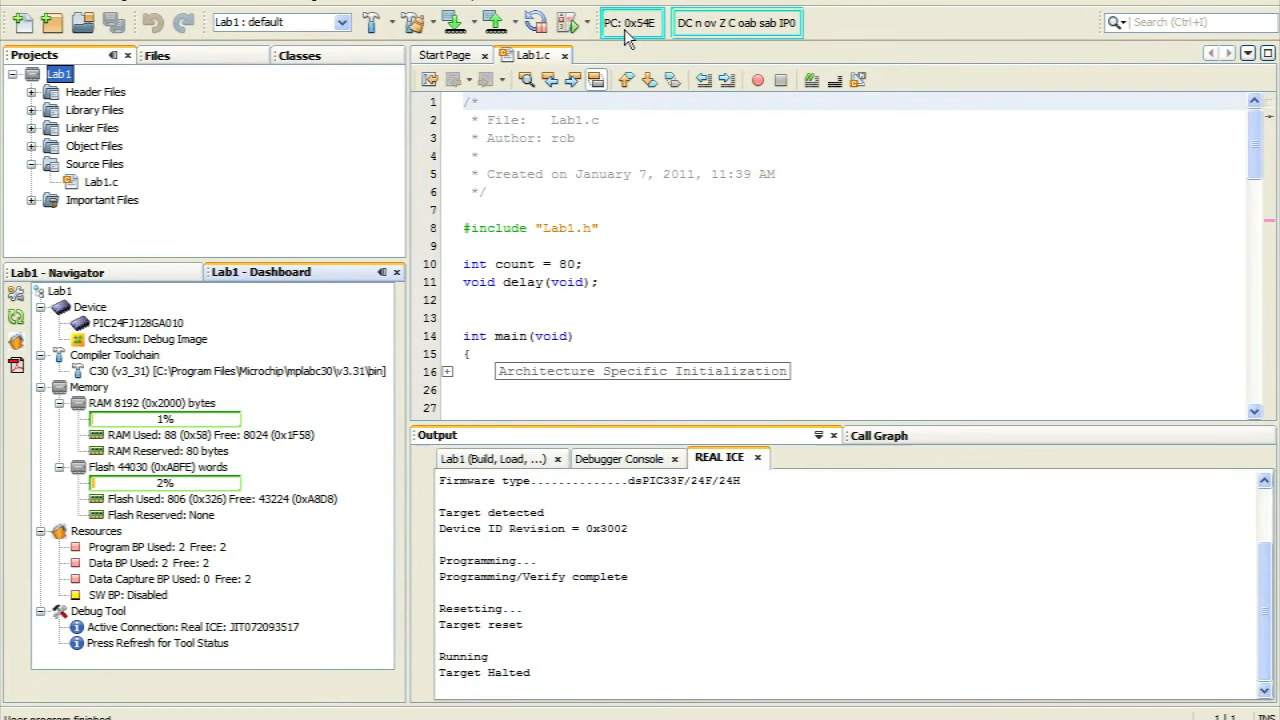 Lab1 : default
PC: 0x54E
DC n ov Z C oab sab IP0
Search (Ctrl+I)
Projects
Files
Classes
Lab1
Header Files
Library Files
Linker Files
Object Files
Source Files
Lab1.c
Important Files
Lab1 - Navigator
Lab1 - Dashboard
Lab1
Device
PIC24FJ128GA010
Checksum: Debug Image
Compiler Toolchain
C30 (v3_31) [C:\Program Files\Microchip\mplabc30\v3.31\bin]
Memory
RAM 8192 (0x2000) bytes
1%
RAM Used: 88 (0x58) Free: 8024 (0x1F58)
RAM Reserved: 80 bytes
Flash 44030 (0xABFE) words
2%
Flash Used: 806 (0x326) Free: 43224 (0xA8D8)
Flash Reserved: None
Resources
Program BP Used: 2 Free: 2
Data BP Used: 2 Free: 2
Data Capture BP Used: 0 Free: 2
SW BP: Disabled
Debug Tool
Active Connection: Real ICE: JIT072093517
Press Refresh for Tool Status
Start Page
Lab1.c
1 /*
2 * File: Lab1.c
3 * Author: rob
4 *
5 * Created on January 7, 2011, 11:39 AM
6 */
7
8 #include "Lab1.h"
9
10 int count = 80;
11 void delay(void);
12
13
14 int main(void)
15 {
16 Architecture Specific Initialization
26
27
Output
Call Graph
Lab1 (Build, Load, ...)
Debugger Console
REAL ICE
Firmware type..............dsPIC33F/24F/24H
Target detected
Device ID Revision = 0x3002
Programming...
Programming/Verify complete
Resetting...
Target reset
Running
Target Halted
User program finished
1 | 1
INS